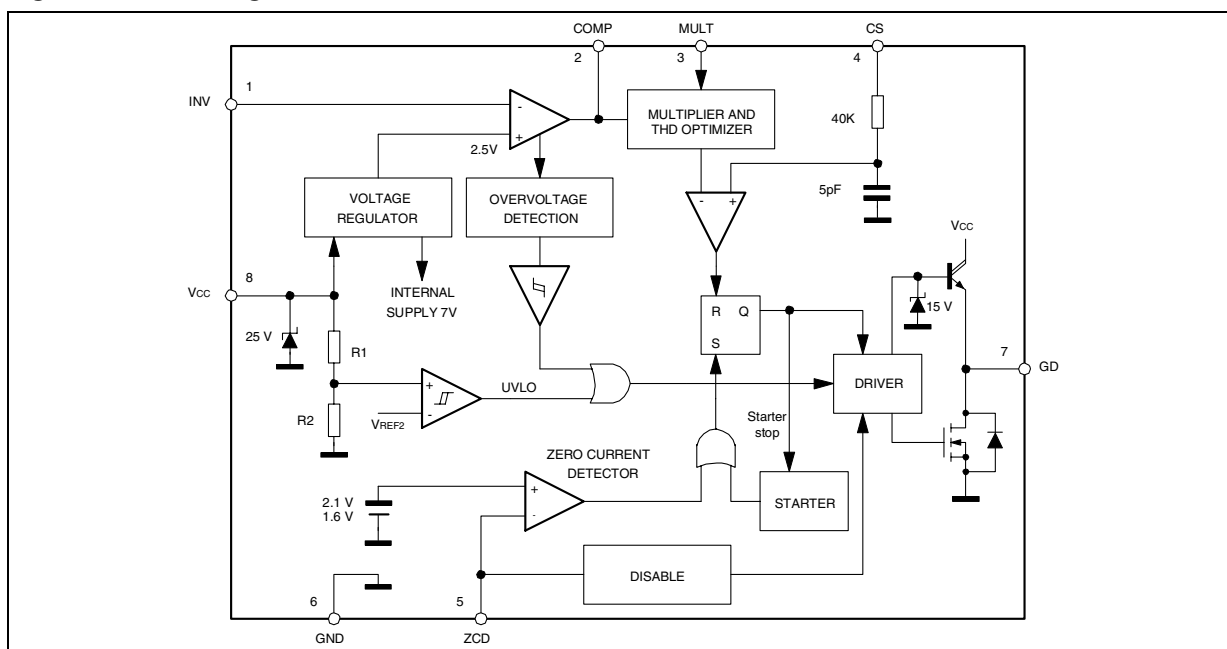 COMP
MULT
CS
2
3
4
1
INV
-
+
2.5V
MULTIPLIER AND
THD OPTIMIZER
40K
5pF
VOLTAGE
REGULATOR
OVERVOLTAGE
DETECTION
- +
Vcc
8
Vcc
INTERNAL
SUPPLY 7V
R Q
S
15 V
25 V
R1
7
GD
DRIVER
UVLO
+
-
R2
VREF2
Starter
stop
ZERO CURRENT
DETECTOR
+
-
2.1 V
1.6 V
STARTER
DISABLE
6
5
GND
ZCD